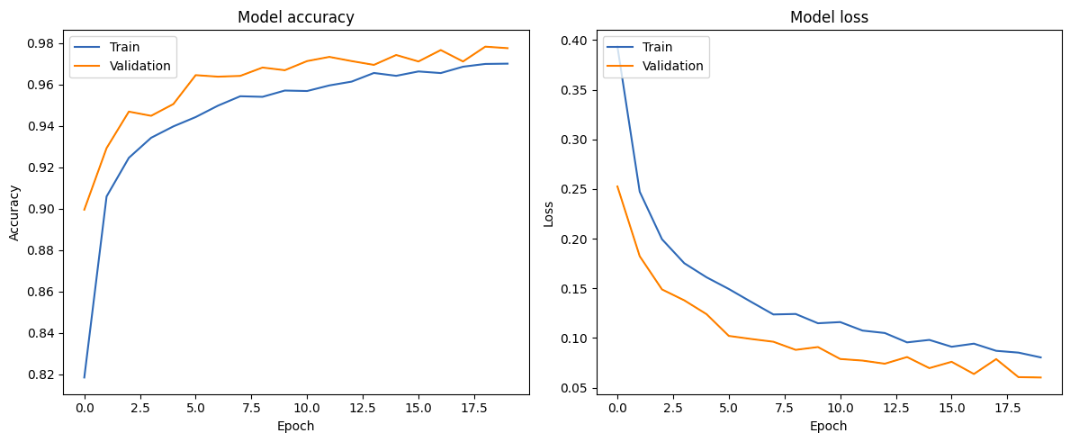 Model accuracy
Train
Validation
0.98
0.96
0.94
0.92
0.90
0.88
0.86
0.84
0.82
Accuracy
0.0 2.5 5.0 7.5 10.0 12.5 15.0 17.5
Epoch
Model loss
Train
Validation
0.40
0.35
0.30
0.25
0.20
0.15
0.10
0.05
Loss
0.0 2.5 5.0 7.5 10.0 12.5 15.0 17.5
Epoch